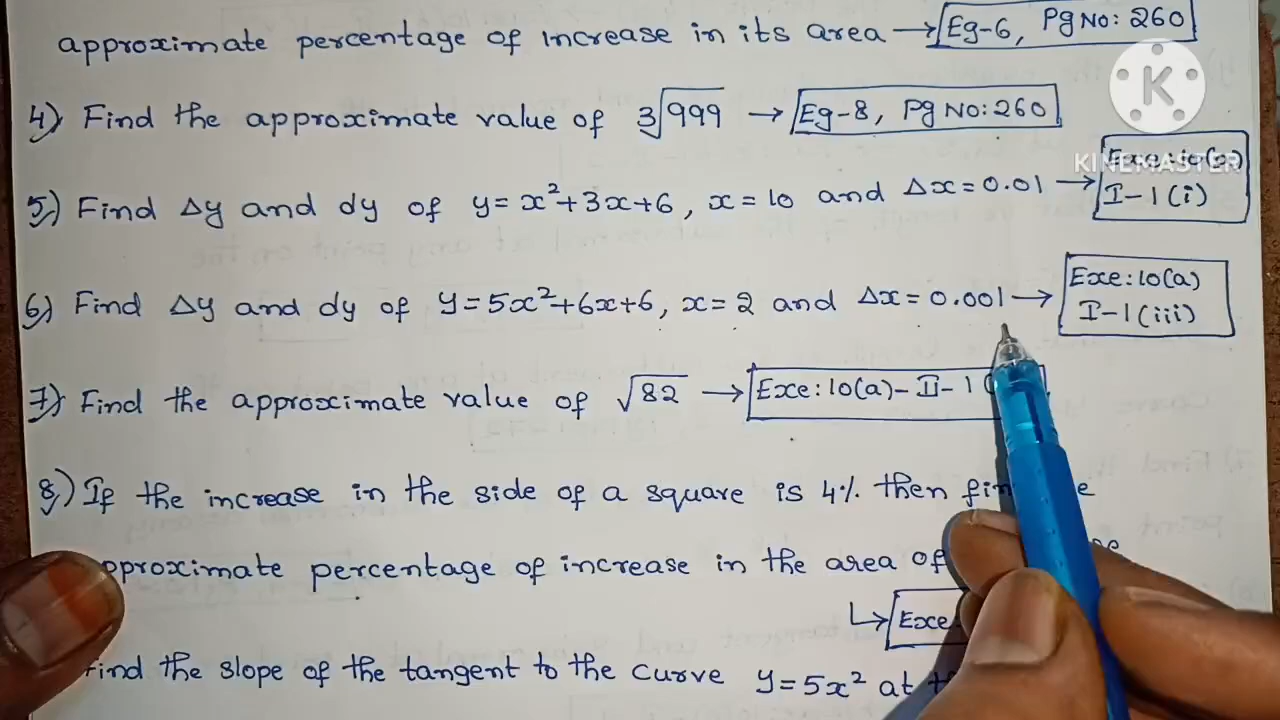 approximate percentage of increase in its area → Eg-6, Pg No: 260
4) Find the approximate value of ∛999 → Eg-8, Pg No: 260
K
KINEMASTER
5) Find Δy and dy of y = x²+3x+6, x = 10 and Δx = 0.01 → Exe: 10(a) I-1(i)
6) Find Δy and dy of y = 5x²+6x+6, x = 2 and Δx = 0.001 → Exe: 10(a) I-1(iii)
7) Find the approximate value of √82 → Exe: 10(a)-II-1
8) If the increase in the side of a square is 4% then
approximate percentage of increase in the area of
↳ Exe
Find the slope of the tangent to the curve y = 5x² at